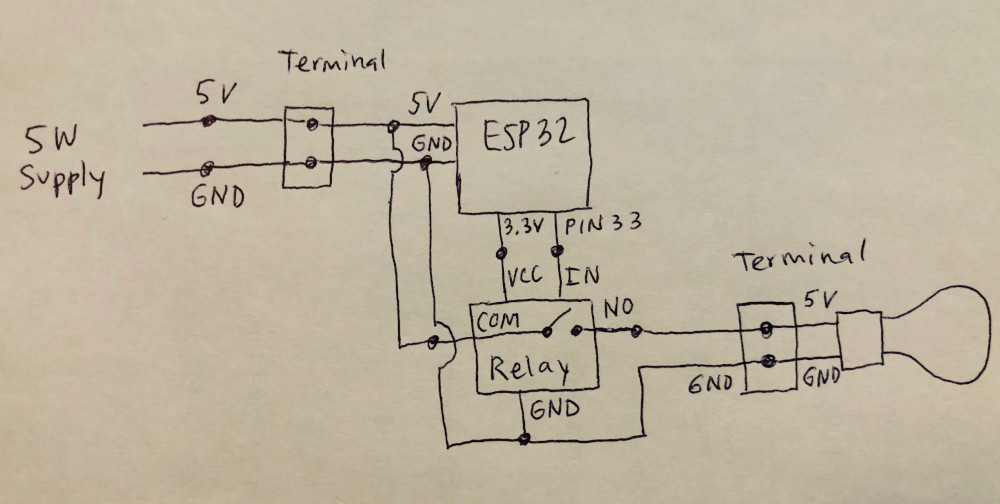 Terminal
5V
5V
5W
Supply
GND
GND
ESP32
3.3V
PIN 33
VCC
IN
COM
NO
Relay
GND
Terminal
5V
GND
GND